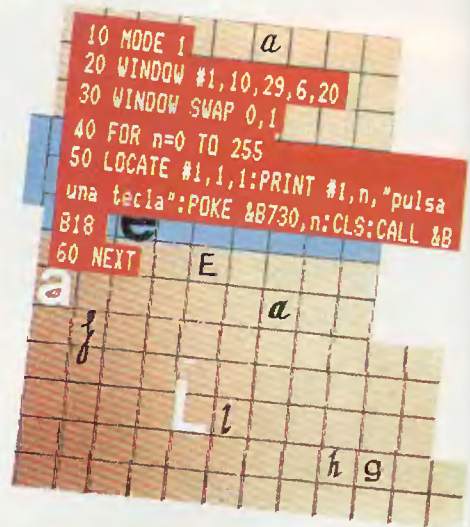 a
10 MODE 1
20 WINDOW #1,10,29,6,20
30 WINDOW SWAP 0,1
40 FOR n=0 TO 255
50 LOCATE #1,1,1:PRINT #1,n,"pulsa
una tecla":POKE &B730,n:CLS:CALL &B
B18
60 NEXT
e
E
a
a
f
L
l
h g